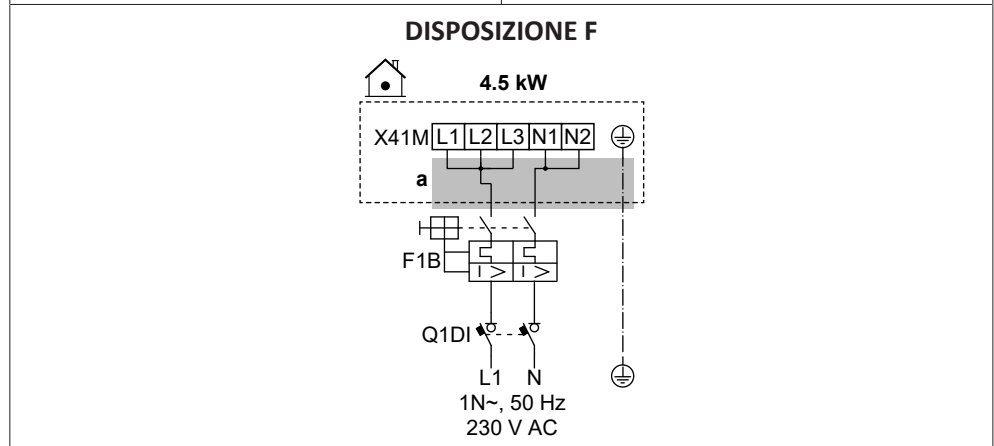 DISPOSIZIONE F
4.5 kW
X41M L1 L2 L3 N1 N2
a
F1B
I > I >
Q1DI
L1 N
1N~, 50 Hz
230 V AC